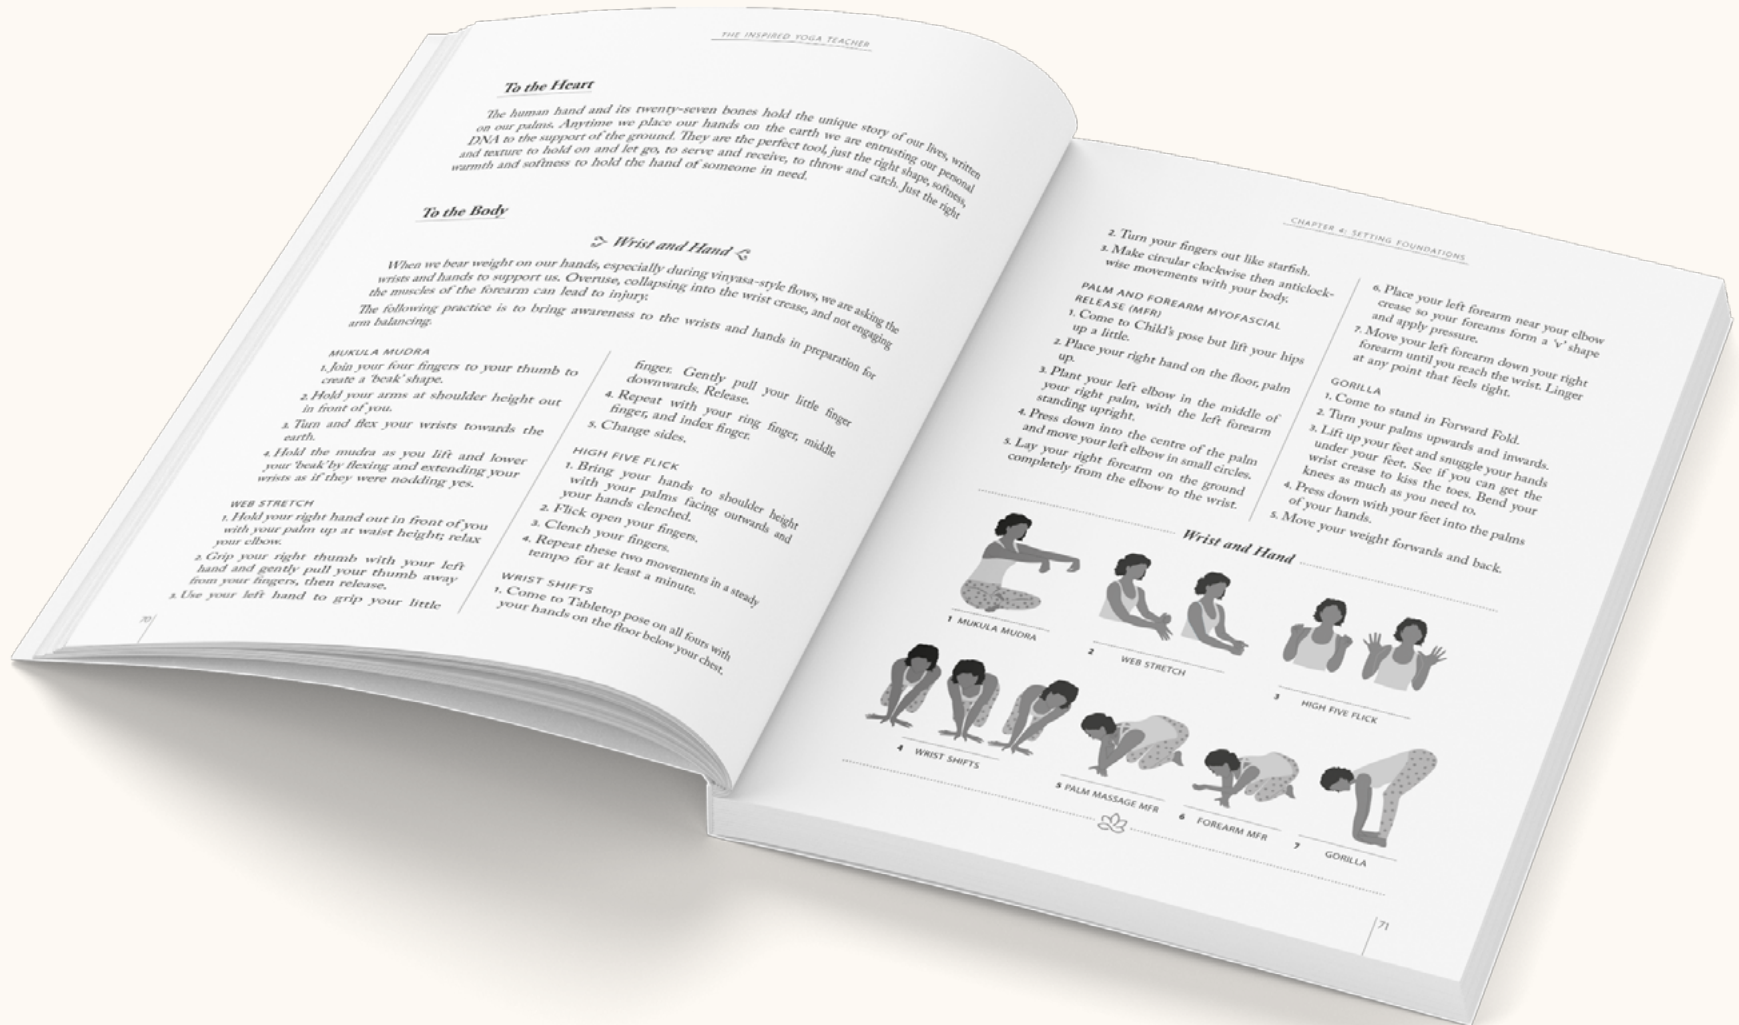 THE INSPIRED YOGA TEACHER
To the Heart
The human hand and its twenty-seven bones hold the unique story of our lives, written
on our palms. Anytime we place our hands on the earth we are entrusting our personal
DNA to the support of the ground. They are the perfect tool, just the right shape, softness,
and texture to hold on and let go, to serve and receive, to throw and catch. Just the right
warmth and softness to hold the hand of someone in need.
To the Body
Wrist and Hand
When we bear weight on our hands, especially during vinyasa-style flows, we are asking the
wrists and hands to support us. Overuse, collapsing into the wrist crease, and not engaging
the muscles of the forearm can lead to injury.
The following practice is to bring awareness to the wrists and hands in preparation for
arm balancing.
MUKULA MUDRA
1. Join your four fingers to your thumb to
create a 'beak' shape.
2. Hold your arms at shoulder height out
in front of you.
3. Turn and flex your wrists towards the
earth.
4. Hold the mudra as you lift and lower
your 'beak' by flexing and extending your
wrists as if they were nodding yes.
WEB STRETCH
1. Hold your right hand out in front of you
with your palm up at waist height; relax
your elbow.
2. Grip your right thumb with your left
hand and gently pull your thumb away
from your fingers, then release.
3. Use your left hand to grip your little
finger. Gently pull your little finger
downwards. Release.
4. Repeat with your ring finger, middle
finger, and index finger.
5. Change sides.
HIGH FIVE FLICK
1. Bring your hands to shoulder height
with your palms facing outwards and
your hands clenched.
2. Flick open your fingers.
3. Clench your fingers.
4. Repeat these two movements in a steady
tempo for at least a minute.
WRIST SHIFTS
1. Come to Tabletop pose on all fours with
your hands on the floor below your chest.
70
CHAPTER 4: SETTING FOUNDATIONS
2. Turn your fingers out like starfish.
3. Make circular clockwise then anticlock-
wise movements with your body.
PALM AND FOREARM MYOFASCIAL
RELEASE (MFR)
1. Come to Child's pose but lift your hips
up a little.
2. Place your right hand on the floor, palm
up.
3. Plant your left elbow in the middle of
your right palm, with the left forearm
standing upright.
4. Press down into the centre of the palm
and move your left elbow in small circles.
5. Lay your right forearm on the ground
completely from the elbow to the wrist.
6. Place your left forearm near your elbow
crease so your foreams form a 'v' shape
and apply pressure.
7. Move your left forearm down your right
forearm until you reach the wrist. Linger
at any point that feels tight.
GORILLA
1. Come to stand in Forward Fold.
2. Turn your palms upwards and inwards.
3. Lift up your feet and snuggle your hands
under your feet. See if you can get the
wrist crease to kiss the toes. Bend your
knees as much as you need to.
4. Press down with your feet into the palms
of your hands.
5. Move your weight forwards and back.
Wrist and Hand
1 MUKULA MUDRA
2 WEB STRETCH
3 HIGH FIVE FLICK
4 WRIST SHIFTS
5 PALM MASSAGE MFR
6 FOREARM MFR
7 GORILLA
71